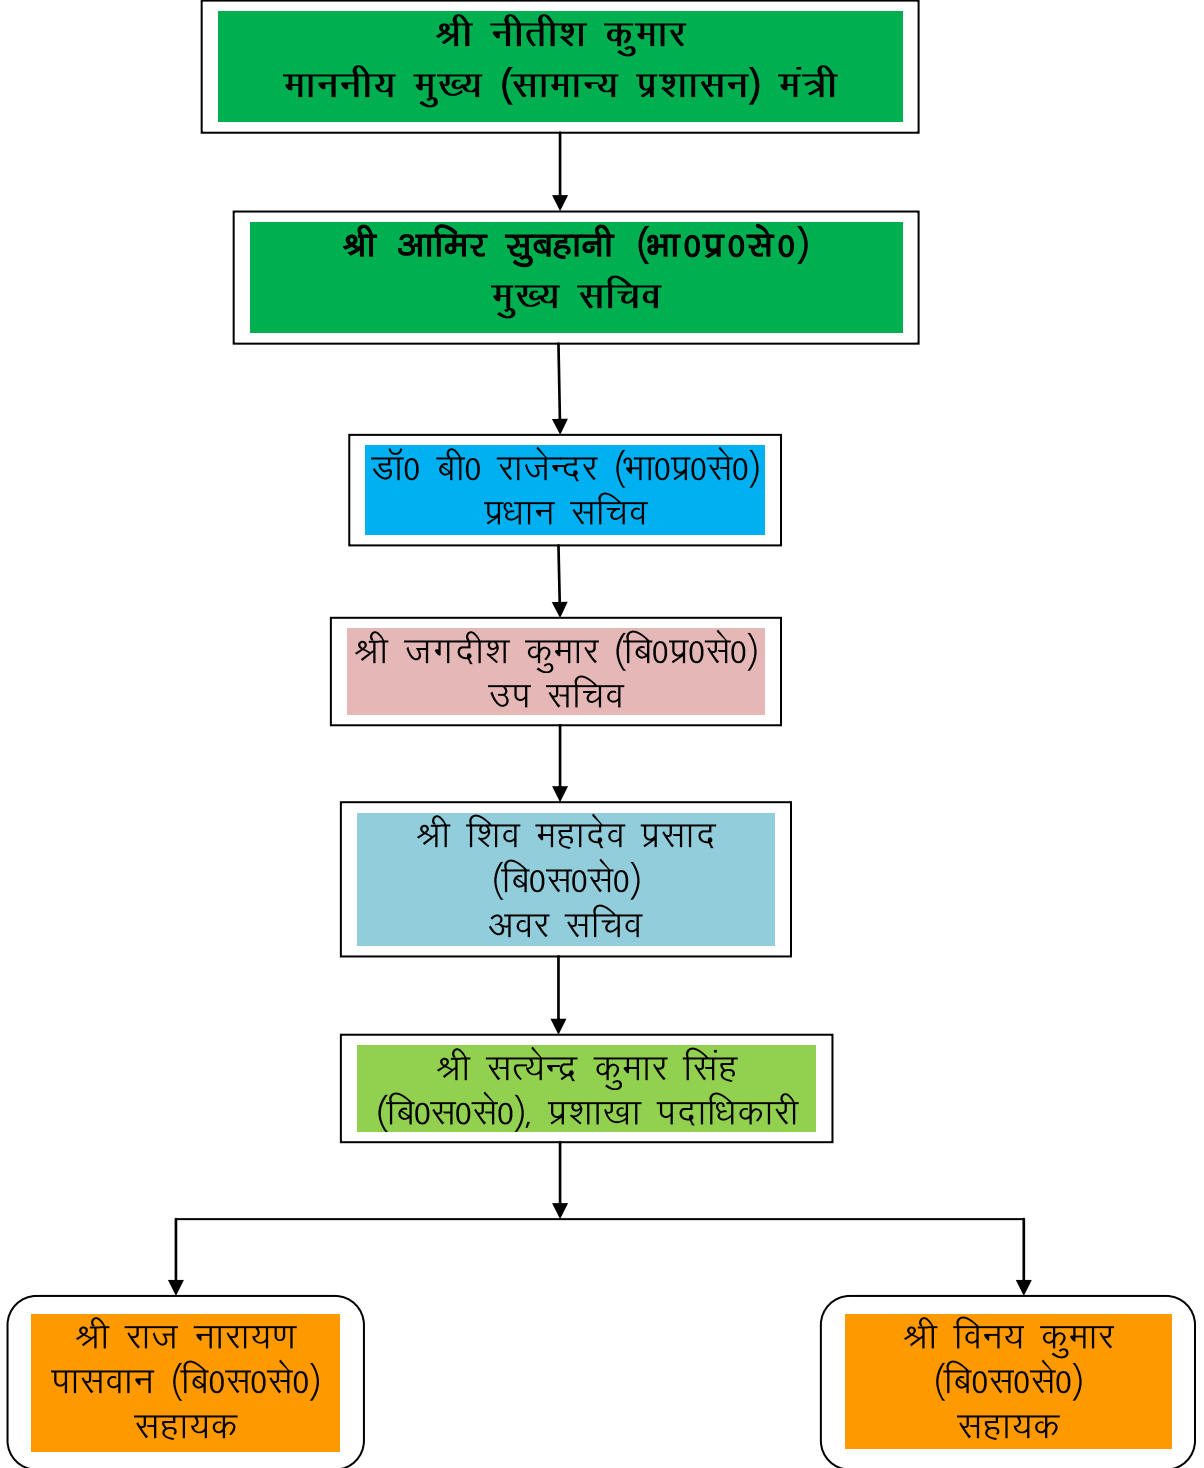 श्री नीतीश कुमार
माननीय मुख्य (सामान्य प्रशासन) मंत्री
श्री आमिर सुबहानी (भा0प्र0से0)
मुख्य सचिव
डॉ0 बी0 राजेन्दर (भा0प्र0से0)
प्रधान सचिव
श्री जगदीश कुमार (बि0प्र0से0)
उप सचिव
श्री शिव महादेव प्रसाद
(बि0स0से0)
अवर सचिव
श्री सत्येन्द्र कुमार सिंह
(बि0स0से0), प्रशाखा पदाधिकारी
श्री राज नारायण
पासवान (बि0स0से0)
सहायक
श्री विनय कुमार
(बि0स0से0)
सहायक